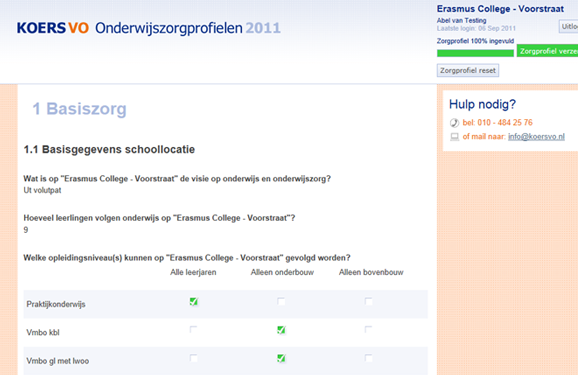 KOERS VO Onderwijszorgprofielen 2011
Erasmus College - Voorstraat
Abel van Testing
Laatste login: 06 Sep 2011
Zorgprofiel 100% ingevuld
Zorgprofiel reset
1 Basiszorg
Hulp nodig?
bel: 010 - 484 25 76
of mail naar: info@koersvo.nl
1.1 Basisgegevens schoollocatie
Wat is op "Erasmus College - Voorstraat" de visie op onderwijs en onderwijszorg?
Ut volutpat
Hoeveel leerlingen volgen onderwijs op "Erasmus College - Voorstraat"?
9
Welke opleidingsniveau(s) kunnen op "Erasmus College - Voorstraat" gevolgd worden?
Alle leerjaren Alleen onderbouw Alleen bovenbouw
Praktijkonderwijs
Vmbo kbl
Vmbo gl met lwoo